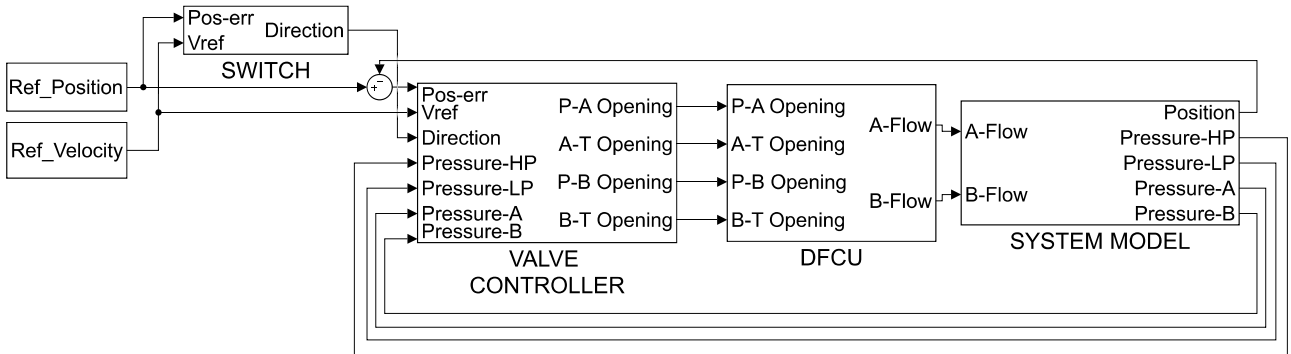 Pos-err
Vref
Direction
SWITCH
Ref_Position
Ref_Velocity
+
−
Pos-err
Vref
Direction
Pressure-HP
Pressure-LP
Pressure-A
Pressure-B
P-A Opening
A-T Opening
P-B Opening
B-T Opening
VALVE
CONTROLLER
P-A Opening
A-T Opening
P-B Opening
B-T Opening
A-Flow
B-Flow
DFCU
A-Flow
B-Flow
Position
Pressure-HP
Pressure-LP
Pressure-A
Pressure-B
SYSTEM MODEL